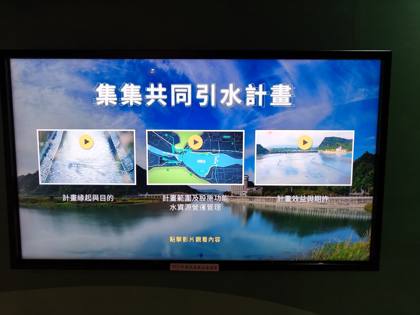 集集共同引水計畫
計畫緣起與目的
計畫範圍及設施功能
水資源營運管理
計畫效益與期許
點擊影片觀看內容